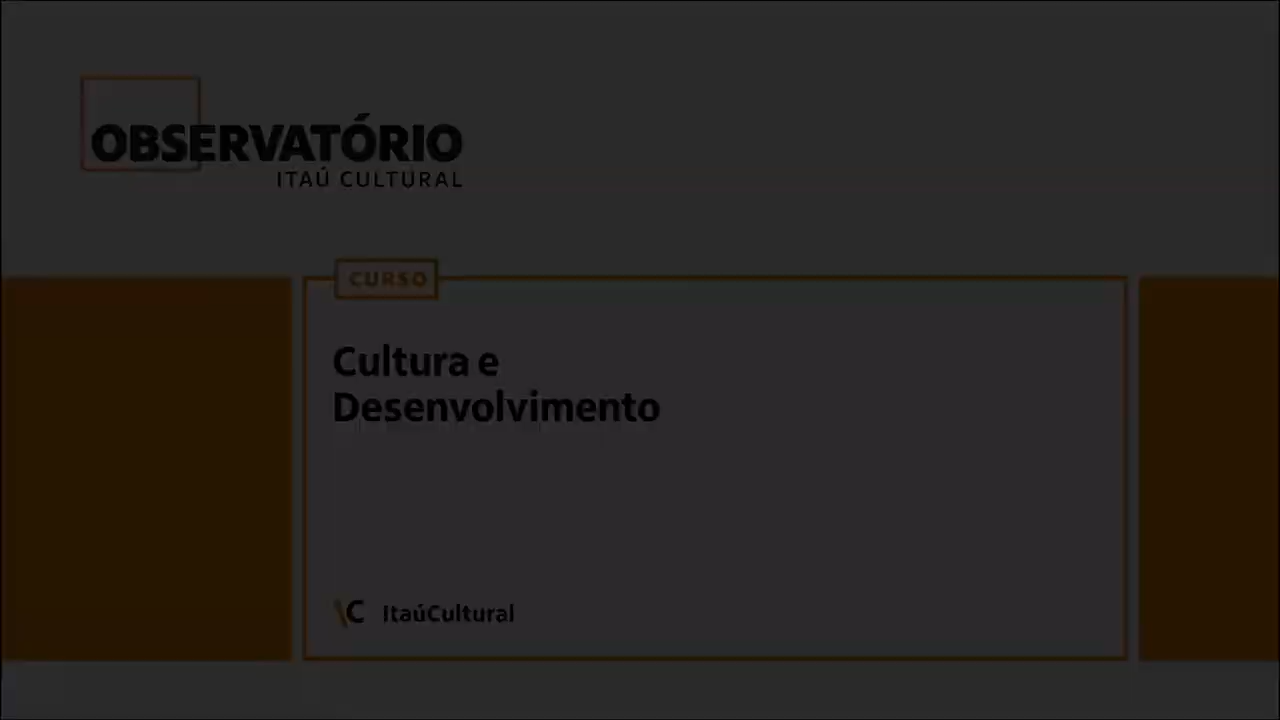 OBSERVATÓRIO
ITAÚ CULTURAL
CURSO
Cultura e
Desenvolvimento
\C ItaúCultural